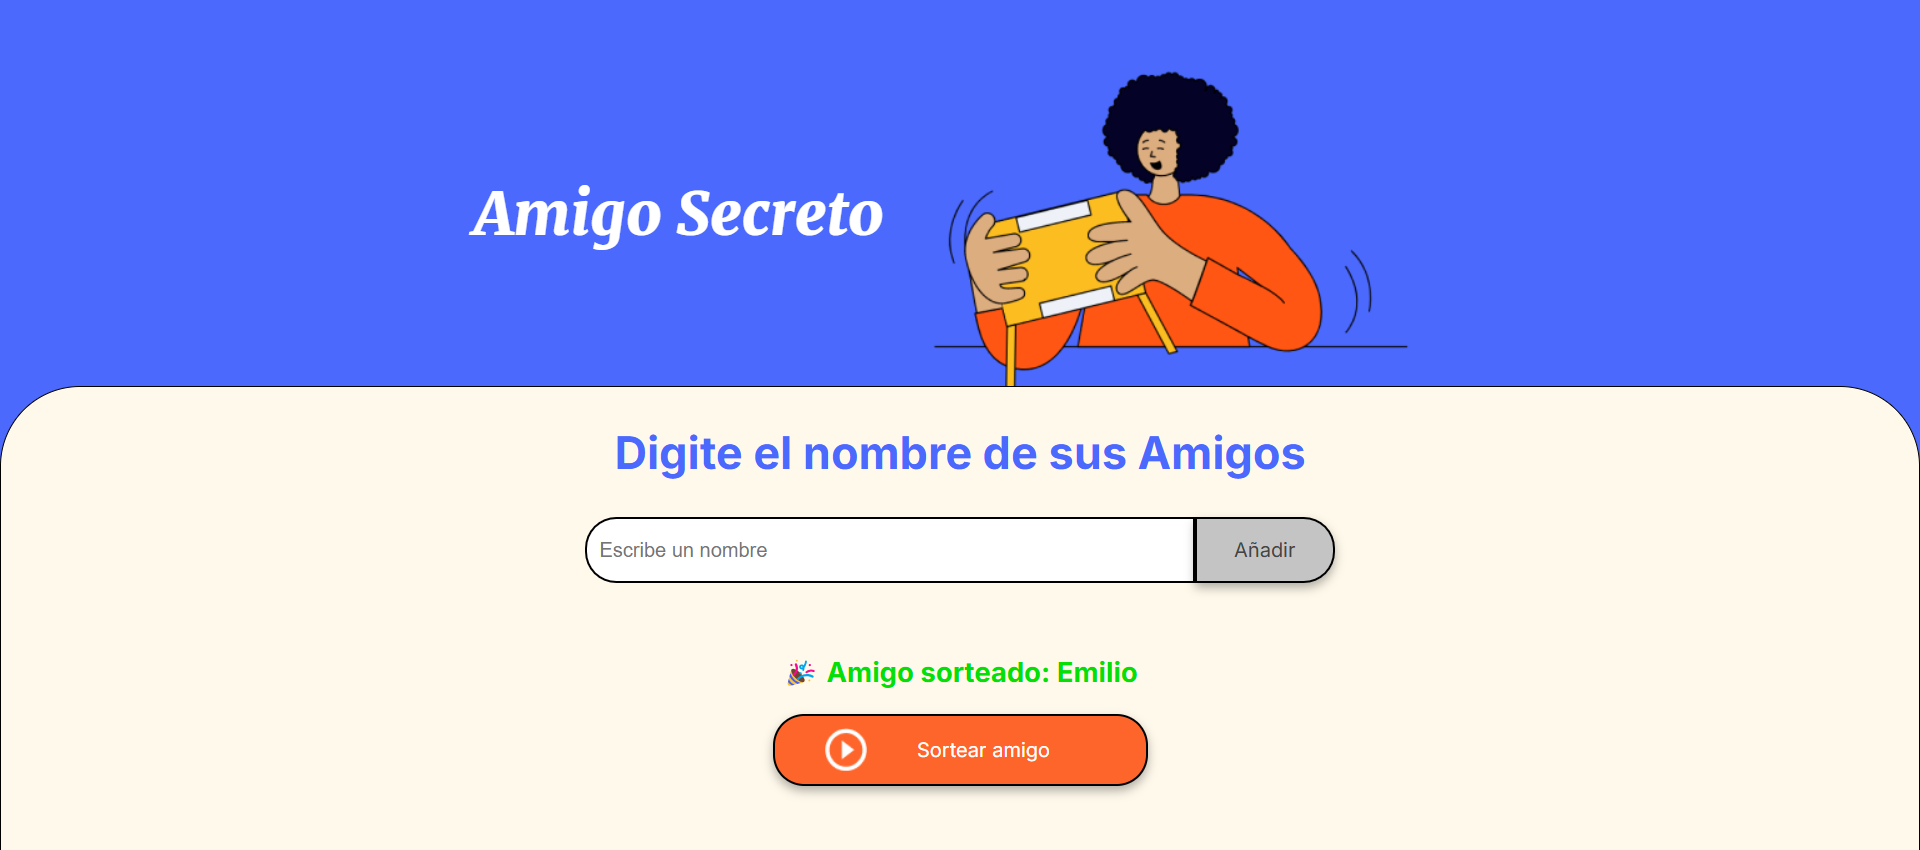 Amigo Secreto
Digite el nombre de sus Amigos
Escribe un nombre
Añadir
🎉 Amigo sorteado: Emilio
Sortear amigo